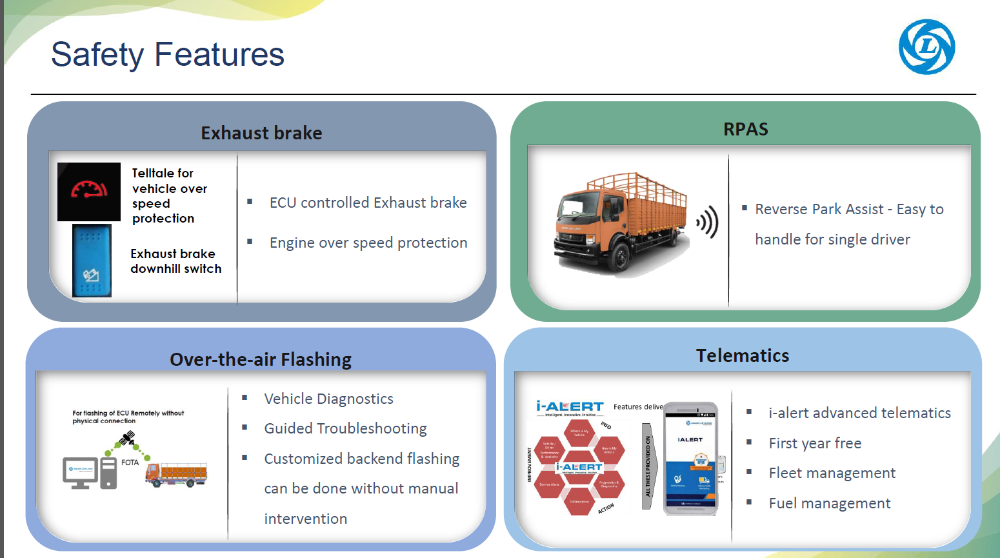 Safety Features
L
Exhaust brake
Telltale for
vehicle over
speed
protection
Exhaust brake
downhill switch
▪ ECU controlled Exhaust brake
▪ Engine over speed protection
RPAS
ASHOK LEYLAND
▪ Reverse Park Assist - Easy to
handle for single driver
Over-the-air Flashing
For flashing of ECU Remotely without
physical connection
FOTA
▪ Vehicle Diagnostics
▪ Guided Troubleshooting
▪ Customized backend flashing
can be done without manual
intervention
Telematics
i-ALERT
Intelligent. Innovative. Intuitive
Features delive
INFO
Where is My
Vehicle
Vehicle /
Driver
Performance
& Analytics
How is My
Vehicle
i-ALERT
Intelligent. Innovative. Intuitive
Service Alerts
Prognostics &
Diagnostics
Collaboration
IMPROVEMENT
ACTION
ALL THESE PROVIDED ON
ASHOK LEYLAND
iALERT
OFFER
▪ i-alert advanced telematics
▪ First year free
▪ Fleet management
▪ Fuel management